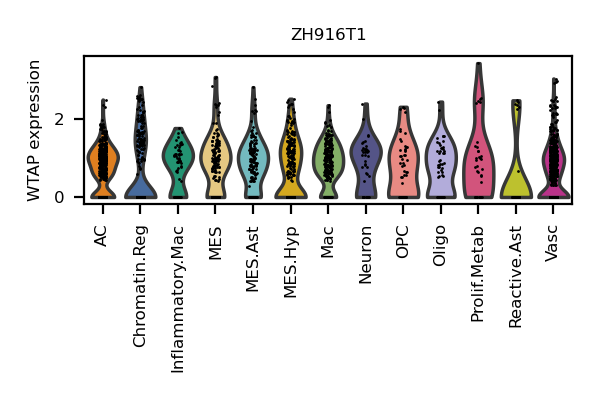 ZH916T1
WTAP expression
2
0
AC
Chromatin.Reg
Inflammatory.Mac
MES
MES.Ast
MES.Hyp
Mac
Neuron
OPC
Oligo
Prolif.Metab
Reactive.Ast
Vasc